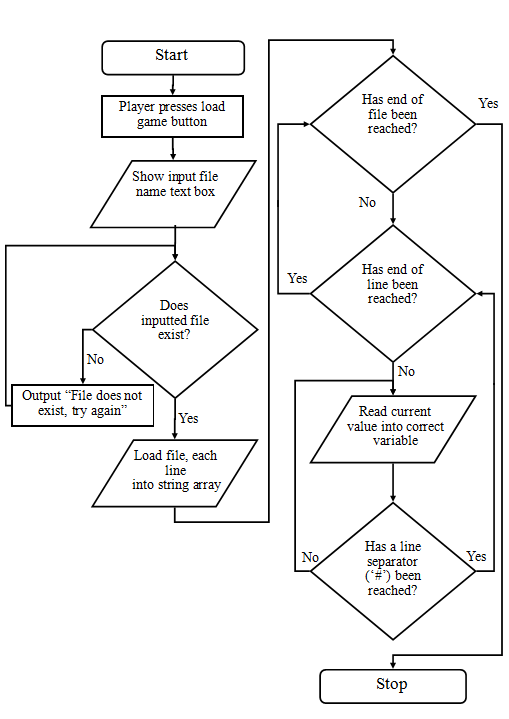 Start
Player presses load
game button
Show input file
name text box
Does
inputted file
exist?
No
Output “File does not
exist, try again”
Yes
Load file, each
line
into string array
Has end of
file been
reached?
Yes
No
Has end of
line been
reached?
Yes
No
Read current
value into correct
variable
Has a line
separator
(‘#’) been
reached?
No
Yes
Stop